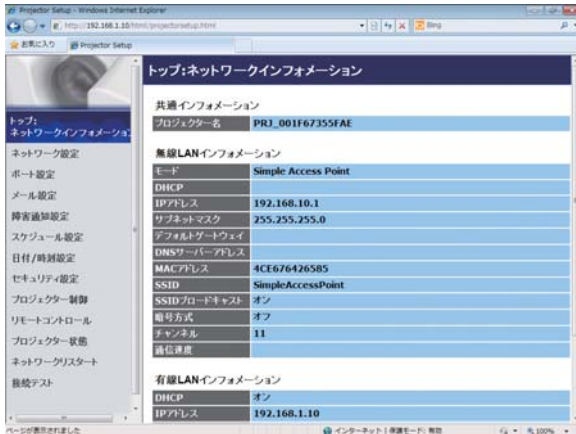 Projector Setup - Windows Internet Explorer
http://192.168.1.10/html/projectorsetup.html
Bing
お気に入り
Projector Setup
トップ:
ネットワークインフォメーション
ネットワーク設定
ポート設定
メール設定
障害通知設定
スケジュール設定
日付/時刻設定
セキュリティ設定
プロジェクター制御
リモートコントロール
プロジェクター状態
ネットワークリスタート
接続テスト
トップ:ネットワークインフォメーション
共通インフォメーション
プロジェクター名 PRJ_001F67355FAE
無線LANインフォメーション
モード Simple Access Point
DHCP
IPアドレス 192.168.10.1
サブネットマスク 255.255.255.0
デフォルトゲートウェイ
DNSサーバーアドレス
MACアドレス 4CE676426585
SSID SimpleAccessPoint
SSIDブロードキャスト オン
暗号方式 オフ
チャンネル 11
通信速度
有線LANインフォメーション
DHCP オン
IPアドレス 192.168.1.10
ページが表示されました
インターネット | 保護モード: 無効
100%